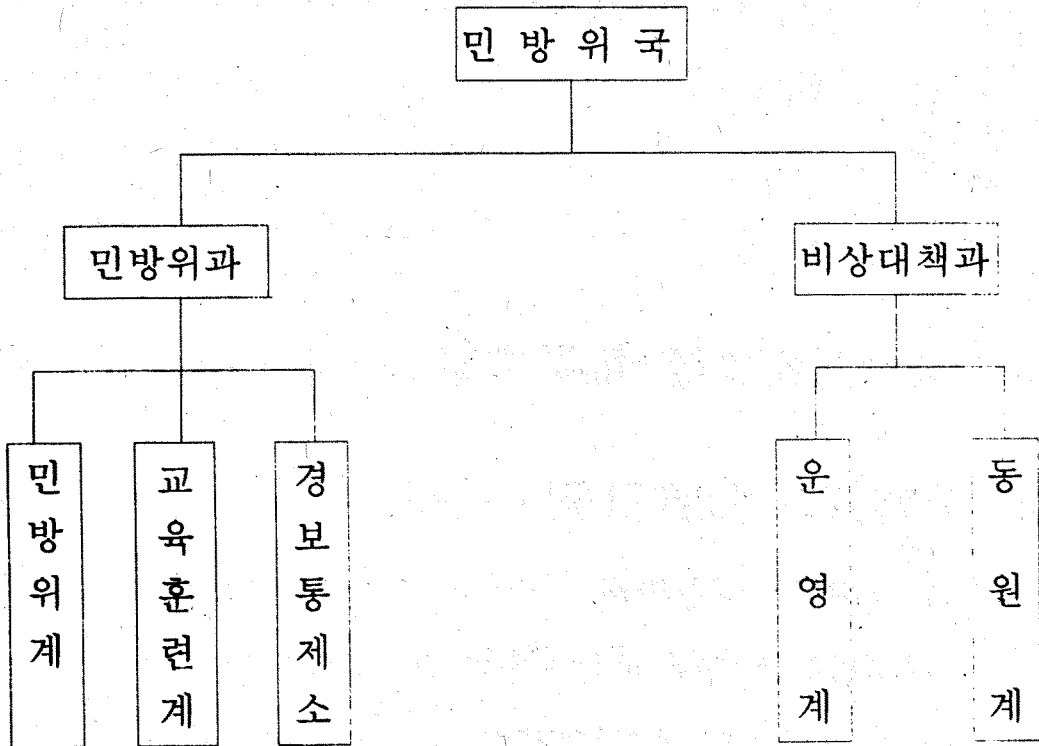 민 방 위 국
민방위과
비상대책과
민방위계
교육훈련계
경보통제소
운영계
동원계